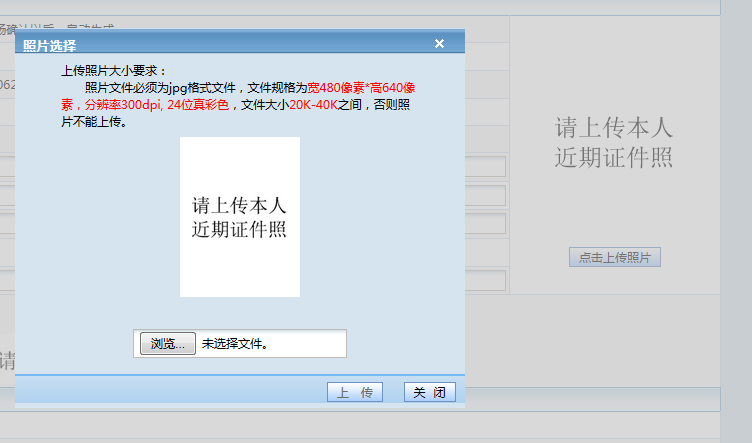 照片选择
上传照片大小要求：
照片文件必须为jpg格式文件，文件规格为宽480像素*高640像
素，分辨率300dpi, 24位真彩色，文件大小20K-40K之间，否则照
片不能上传。
请上传本人
近期证件照
浏览... 未选择文件。
上 传 关 闭
请上传本人
近期证件照
点击上传照片
062
请